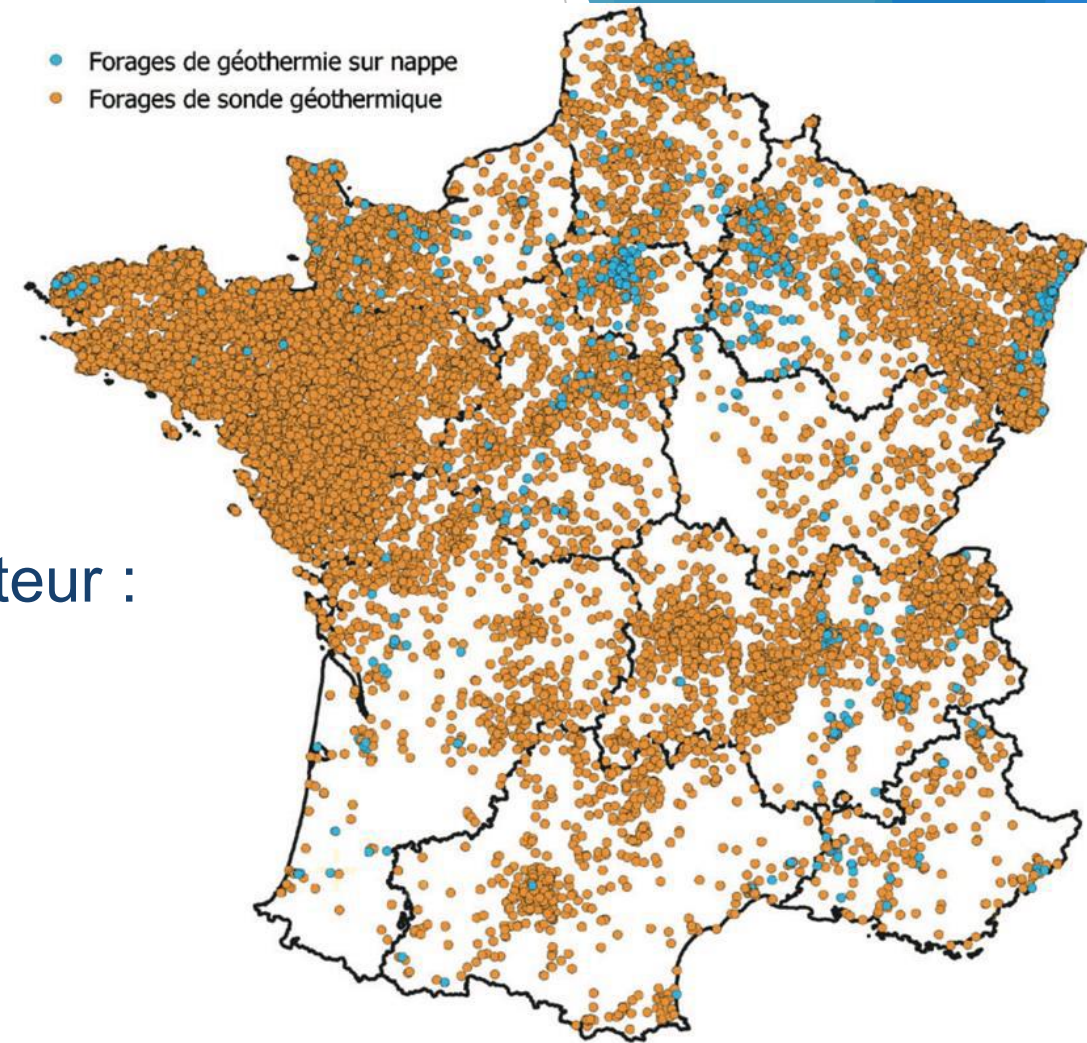 Forages de géothermie sur nappe
Forages de sonde géothermique
teur :